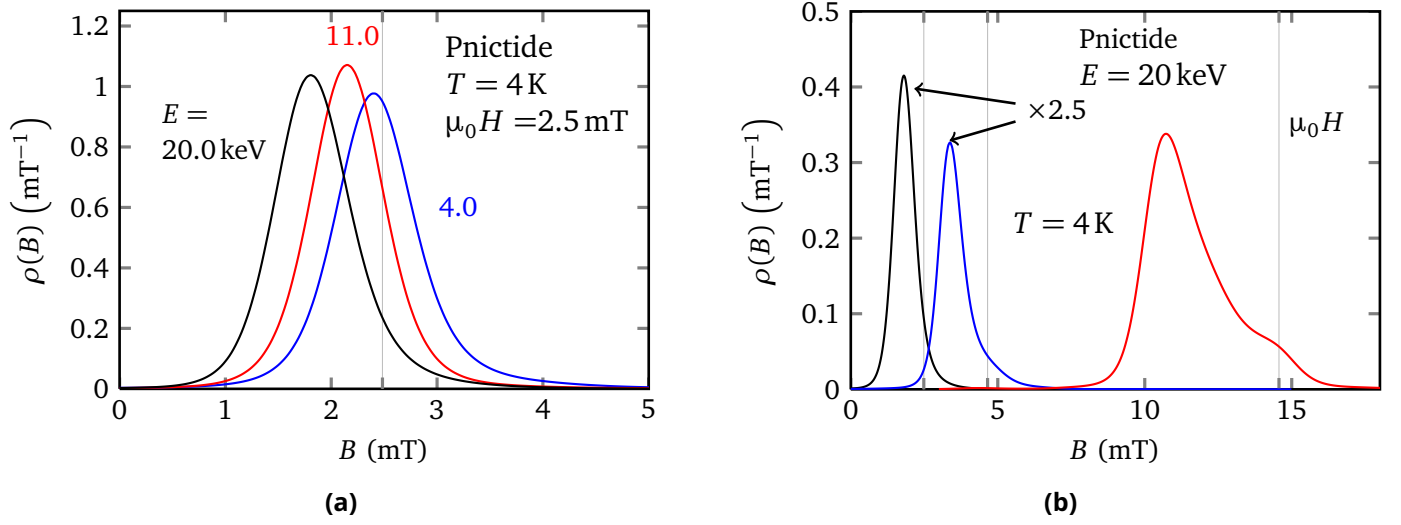 1.2
1
0.8
0.6
0.4
0.2
0
ρ(B) (mT⁻¹)
11.0
Pnictide
T = 4 K
μ₀H =2.5 mT
E =
20.0 keV
4.0
0 1 2 3 4 5
B (mT)
(a)
0.5
0.4
0.3
0.2
0.1
0
ρ(B) (mT⁻¹)
Pnictide
E = 20 keV
×2.5
μ₀H
T = 4 K
0 5 10 15
B (mT)
(b)